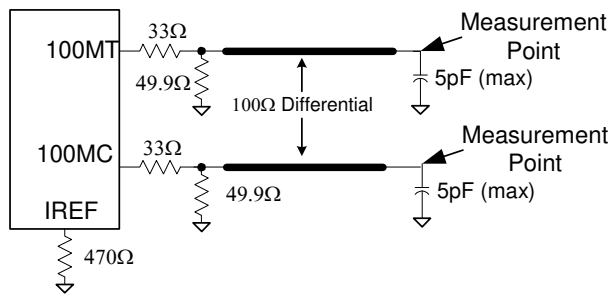 100MT
33Ω
49.9Ω
Measurement
Point
5pF (max)
100Ω Differential
100MC
33Ω
49.9Ω
Measurement
Point
5pF (max)
IREF
470Ω